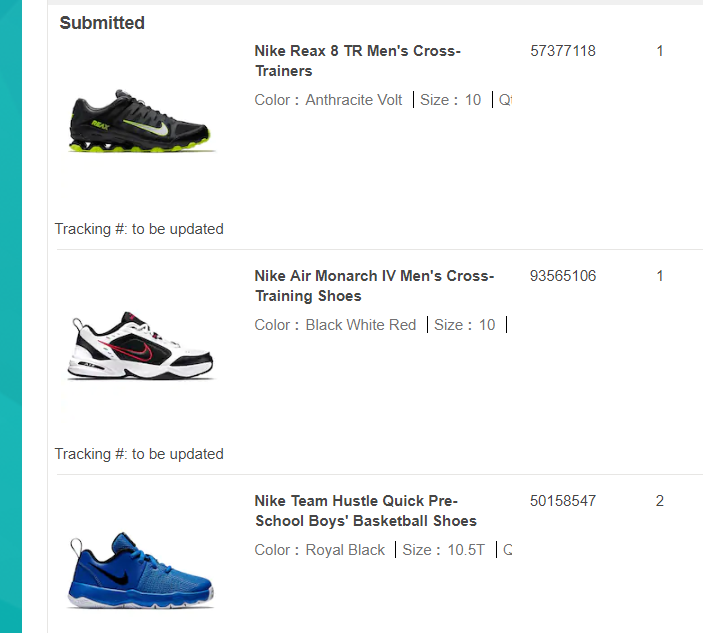 Submitted
Nike Reax 8 TR Men's Cross-
Trainers
57377118
1
Color : Anthracite Volt | Size : 10 |
REAX
Tracking #: to be updated
Nike Air Monarch IV Men's Cross-
Training Shoes
93565106
1
Color : Black White Red | Size : 10 |
Tracking #: to be updated
Nike Team Hustle Quick Pre-
School Boys' Basketball Shoes
50158547
2
Color : Royal Black | Size : 10.5T |